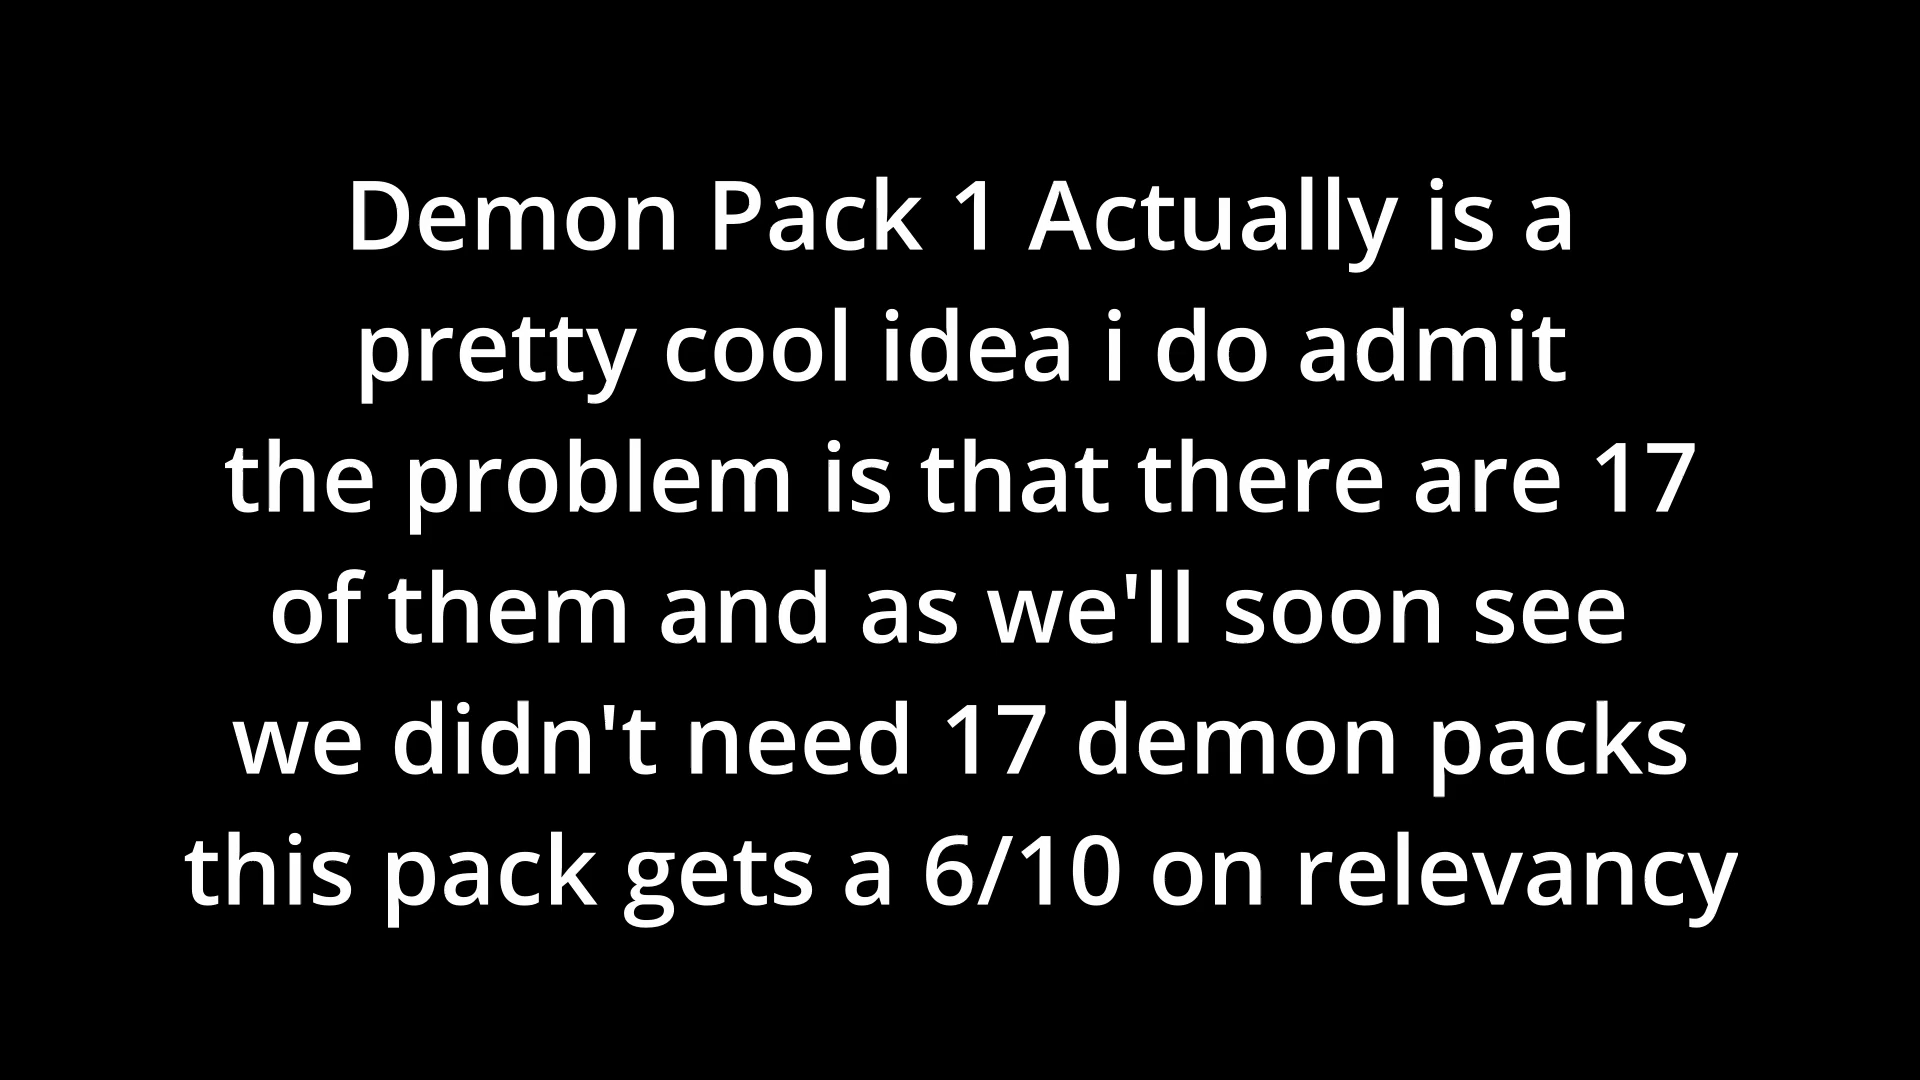 Demon Pack 1 Actually is a
pretty cool idea i do admit
the problem is that there are 17
of them and as we'll soon see
we didn't need 17 demon packs
this pack gets a 6/10 on relevancy